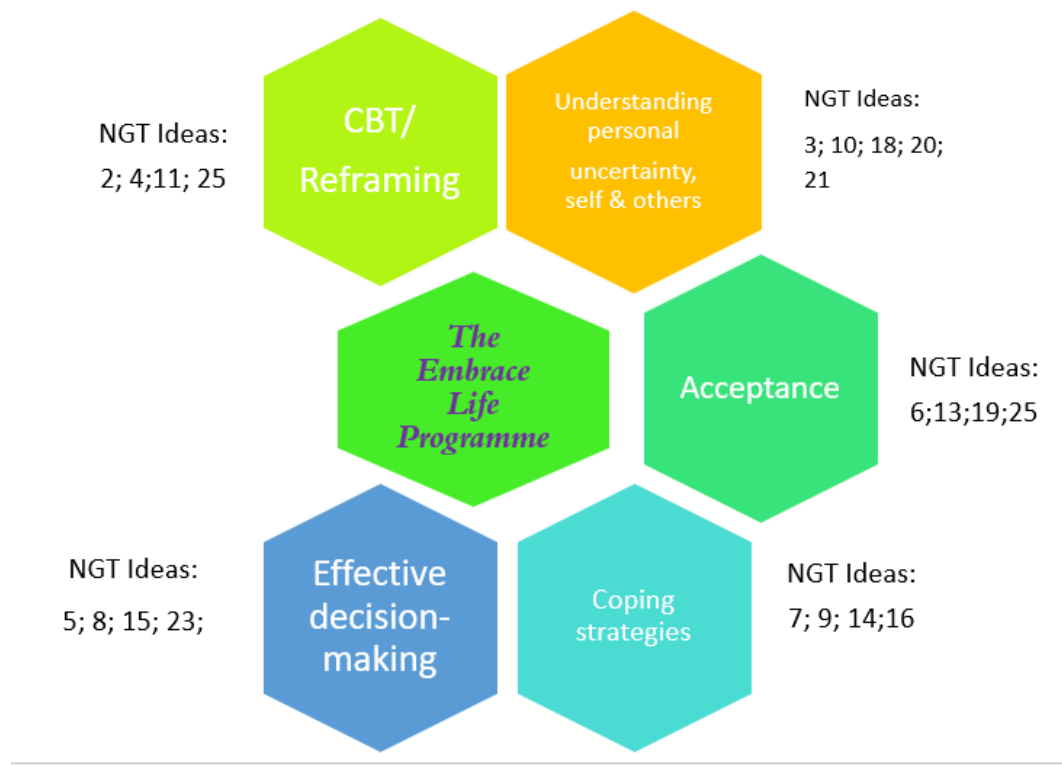 CBT/
Reframing
NGT Ideas:
2; 4;11; 25
Understanding
personal
uncertainty,
self & others
NGT Ideas:
3; 10; 18; 20;
21
The
Embrace
Life
Programme
Acceptance
NGT Ideas:
6;13;19;25
Effective
decision-
making
NGT Ideas:
5; 8; 15; 23;
Coping
strategies
NGT Ideas:
7; 9; 14;16